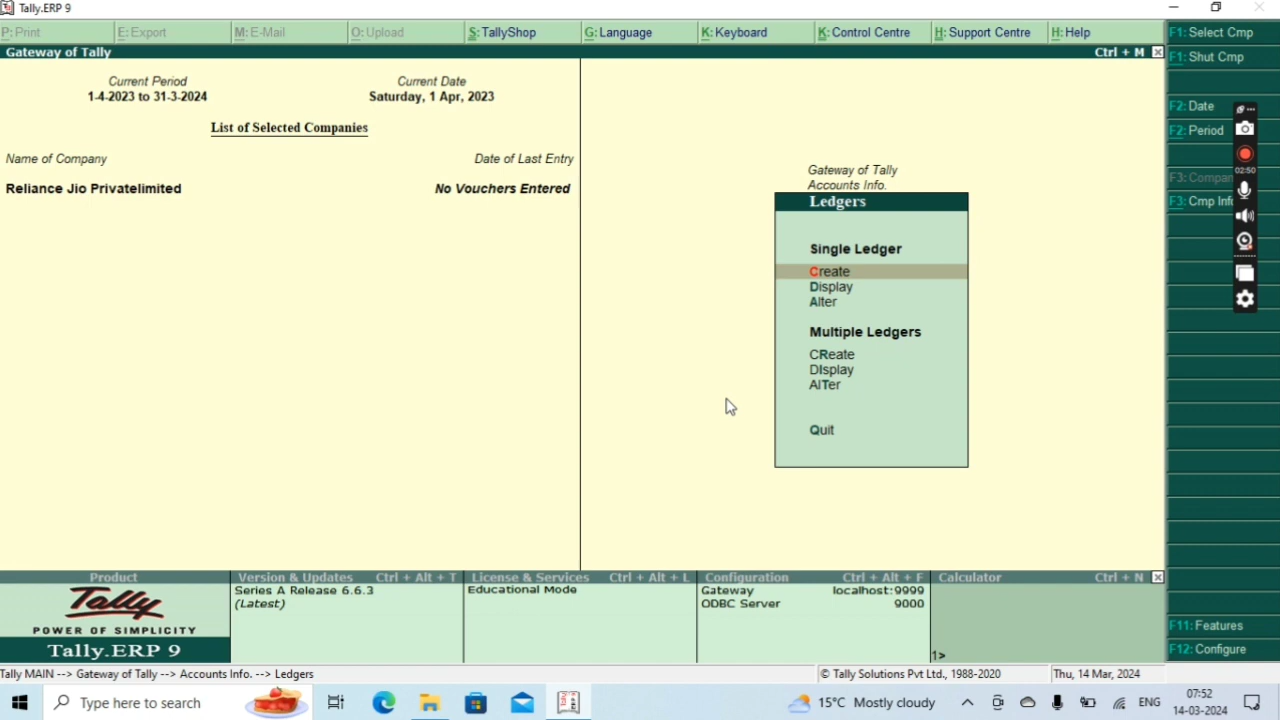 Tally.ERP 9
P: Print E: Export M: E-Mail O: Upload S: TallyShop G: Language K: Keyboard K: Control Centre H: Support Centre H: Help
F1: Select Cmp
Gateway of Tally Ctrl + M
F1: Shut Cmp
Current Period Current Date
1-4-2023 to 31-3-2024 Saturday, 1 Apr, 2023
F2: Date
List of Selected Companies
F2: Period
Name of Company Date of Last Entry
Reliance Jio Privatelimited No Vouchers Entered
02:50
F3:
F3: Cmp
Gateway of Tally
Accounts Info.
Ledgers
Single Ledger
Create
Display
Alter
Multiple Ledgers
CReate
DIsplay
AlTer
Quit
Product
Tally
POWER OF SIMPLICITY
Tally.ERP 9
Version & Updates Ctrl + Alt + T
Series A Release 6.6.3
(Latest)
License & Services Ctrl + Alt + L
Educational Mode
Configuration Ctrl + Alt + F
Gateway localhost:9999
ODBC Server 9000
Calculator Ctrl + N
1>
F11: Features
F12: Configure
Tally MAIN --> Gateway of Tally --> Accounts Info. --> Ledgers © Tally Solutions Pvt Ltd., 1988-2020 Thu, 14 Mar, 2024
Type here to search 15°C Mostly cloudy ENG 07:52
14-03-2024